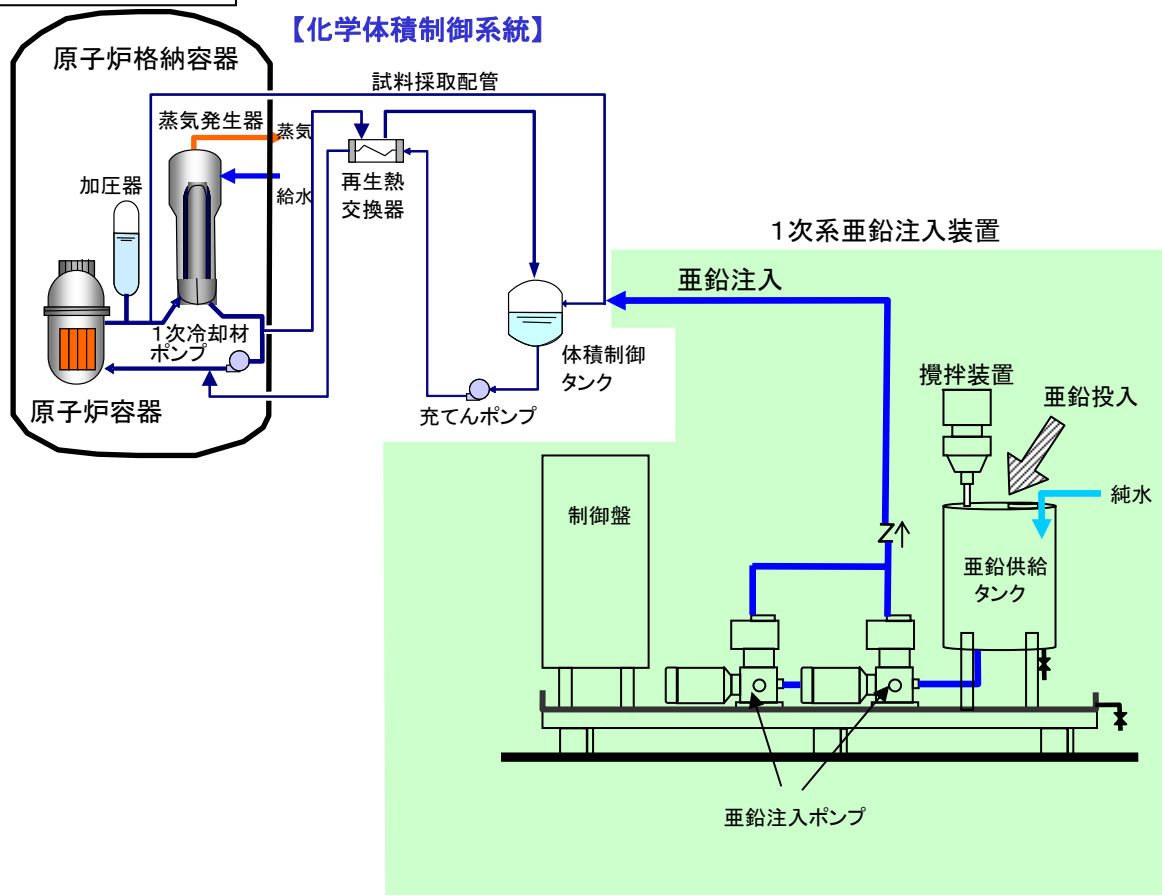 【化学体積制御系統】
原子炉格納容器
試料採取配管
蒸気発生器
蒸気
加圧器
給水
再生熱
交換器
1次系亜鉛注入装置
亜鉛注入
1次冷却材
ポンプ
体積制御
タンク
原子炉容器
充てんポンプ
攪拌装置
亜鉛投入
純水
制御盤
亜鉛供給
タンク
亜鉛注入ポンプ